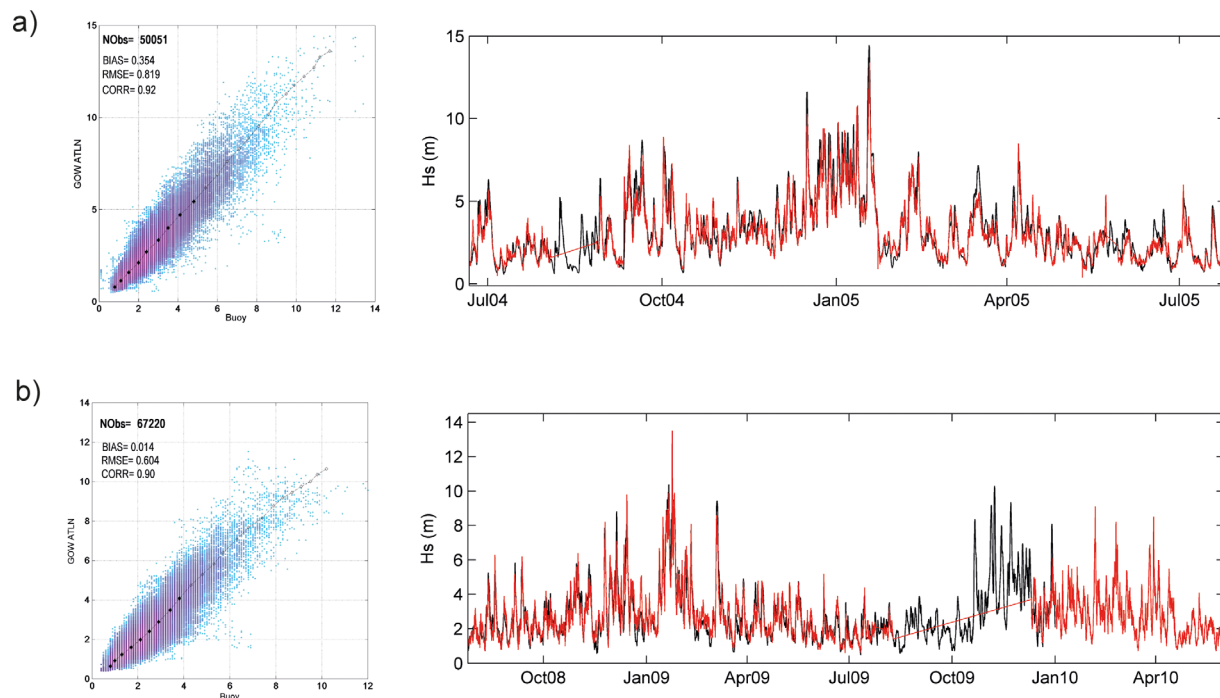 a)
NObs= 50051
BIAS= 0.354
RMSE= 0.819
CORR= 0.92
15
10
5
0
GOW ATLN
0 2 4 6 8 10 12 14
Buoy
15
10
5
0
Hs (m)
Jul04 Oct04 Jan05 Apr05 Jul05
b)
NObs= 67220
BIAS= 0.014
RMSE= 0.604
CORR= 0.90
14
12
10
8
6
4
2
0
GOW ATLN
0 2 4 6 8 10 12
Buoy
14
12
10
8
6
4
2
0
Hs (m)
Oct08 Jan09 Apr09 Jul09 Oct09 Jan10 Apr10